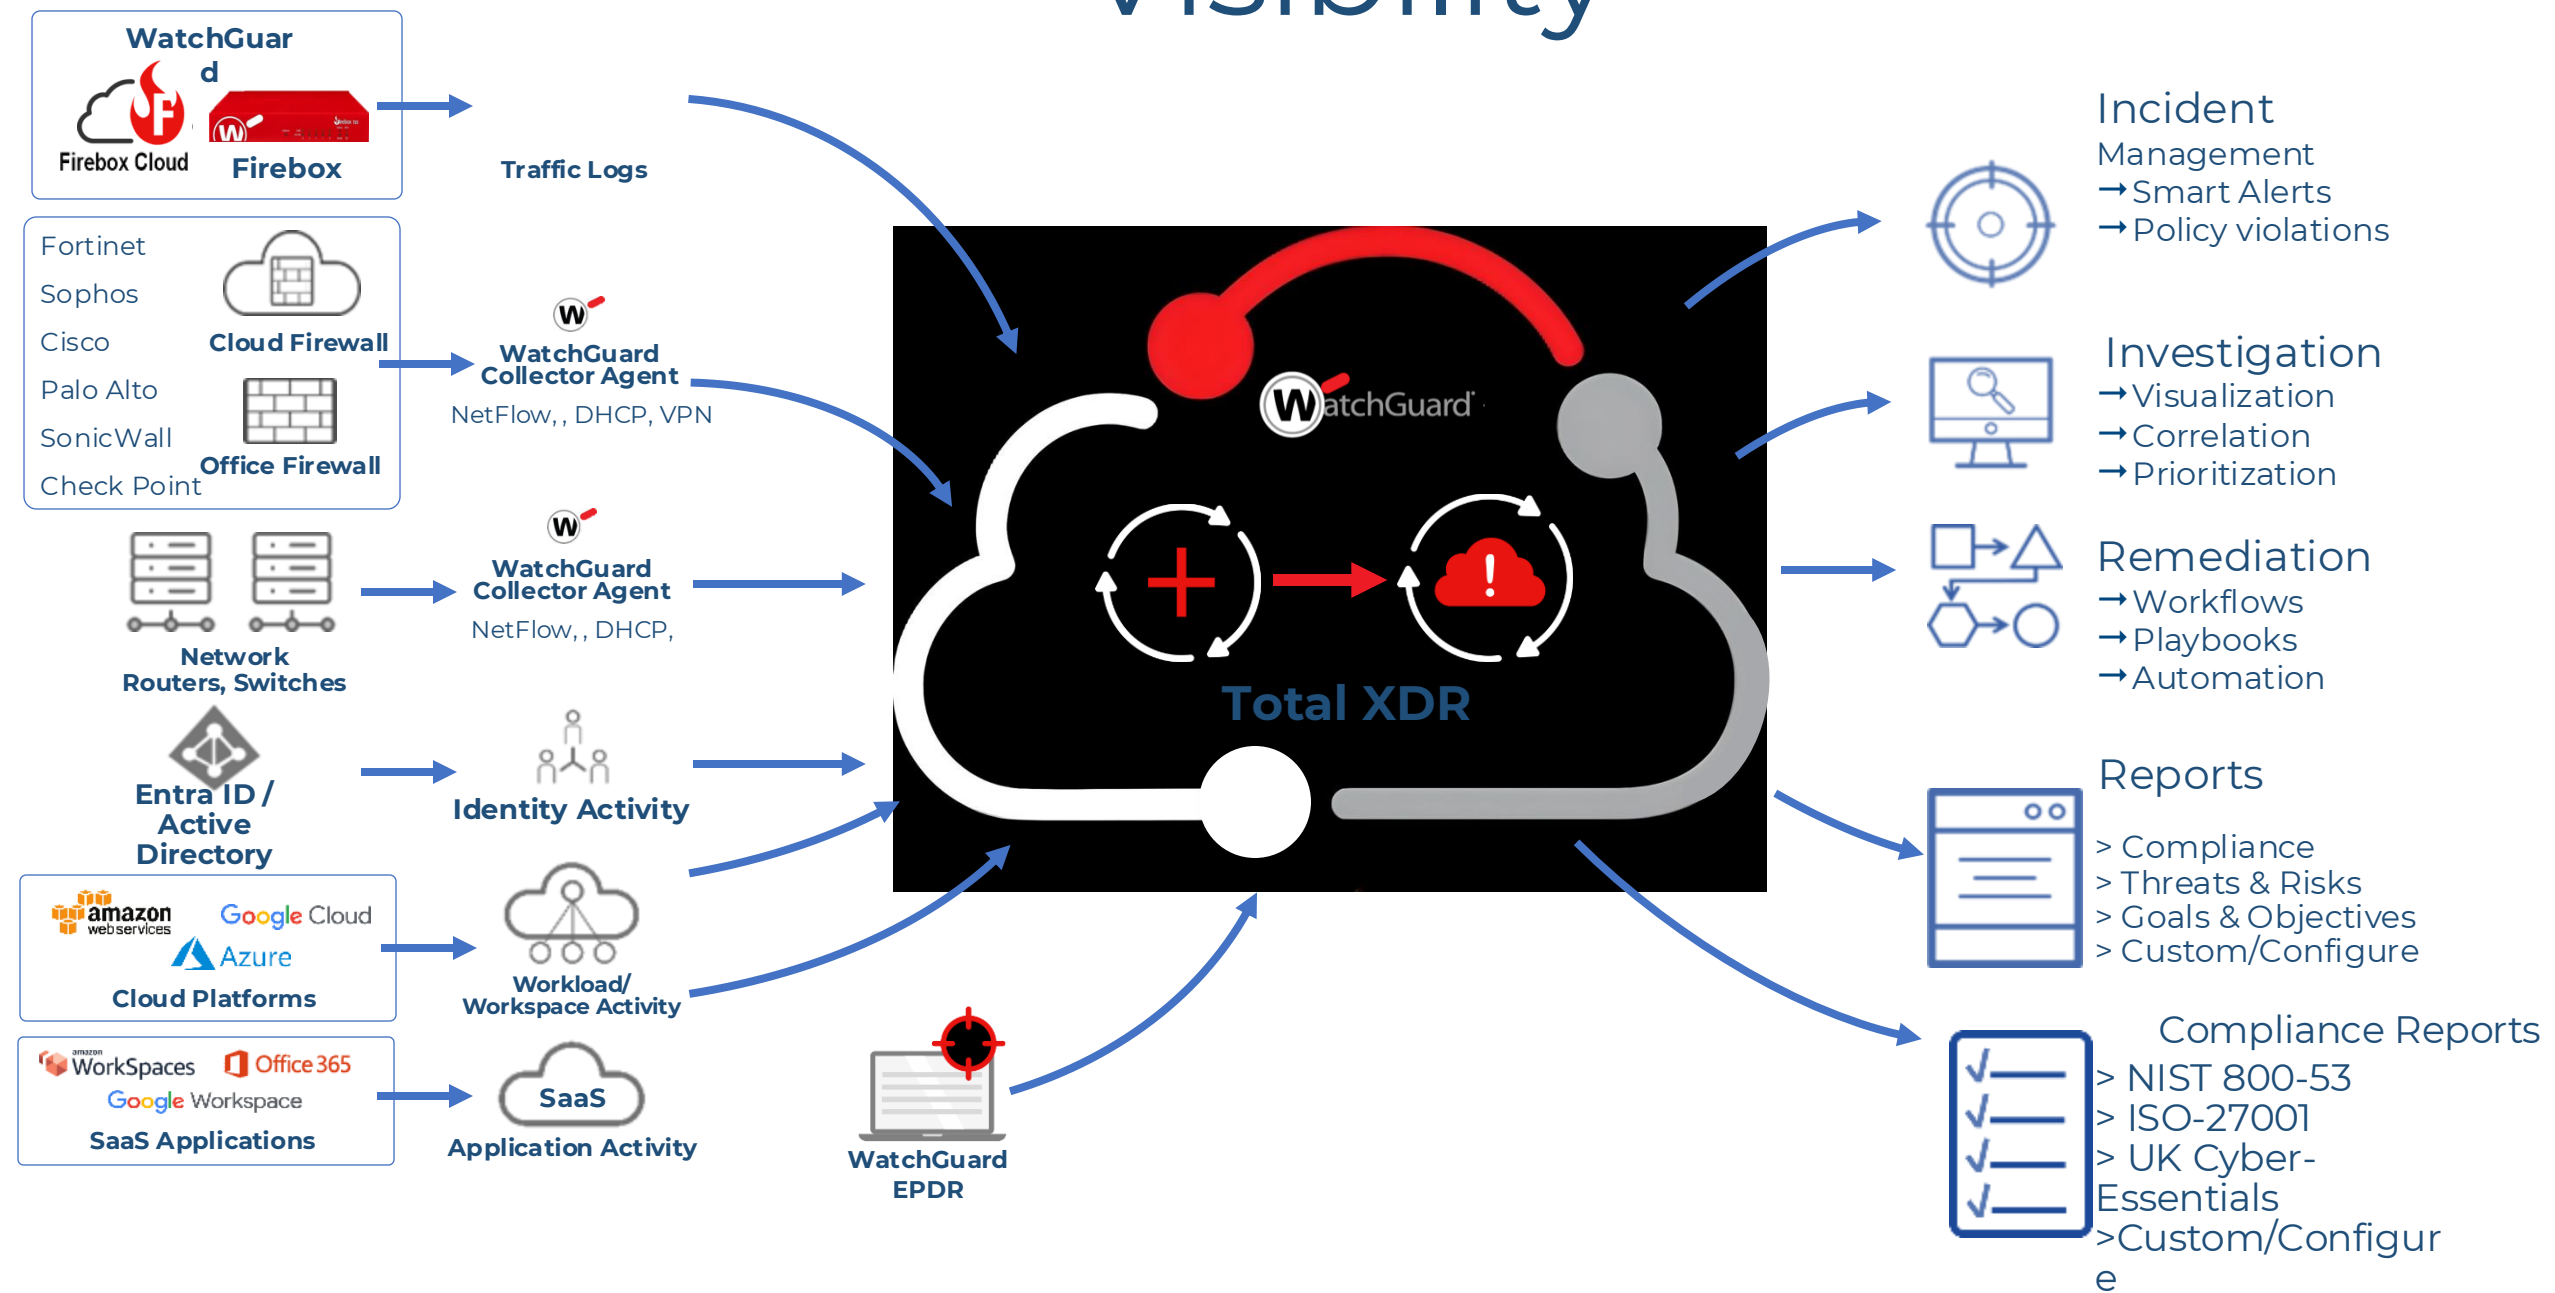 Visibility
WatchGuar
d
Firebox Cloud
Firebox
Traffic Logs
Fortinet
Sophos
Cisco
Palo Alto
SonicWall
Check Point
Cloud Firewall
Office Firewall
W
WatchGuard
Collector Agent
NetFlow, , DHCP, VPN
Network
Routers, Switches
W
WatchGuard
Collector Agent
NetFlow, , DHCP,
Entra ID /
Active
Directory
Identity Activity
amazon
webservices
Google Cloud
Azure
Cloud Platforms
Workload/
Workspace Activity
amazon
WorkSpaces
Office 365
Google Workspace
SaaS Applications
SaaS
Application Activity
WatchGuard
EPDR
WatchGuard
Total XDR
Incident
Management
→Smart Alerts
→Policy violations
Investigation
→Visualization
→Correlation
→Prioritization
Remediation
→Workflows
→Playbooks
→Automation
Reports
> Compliance
> Threats & Risks
> Goals & Objectives
> Custom/Configure
Compliance Reports
> NIST 800-53
> ISO-27001
> UK Cyber-
Essentials
>Custom/Configur
e